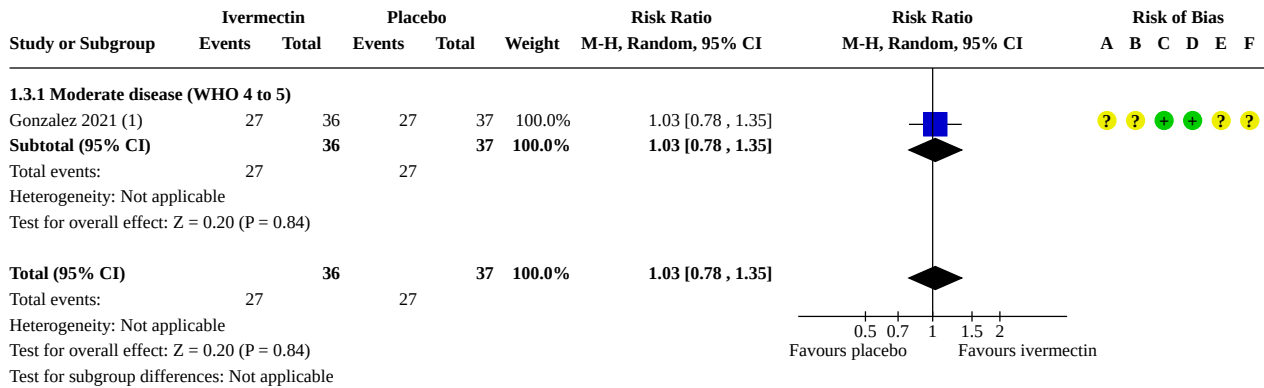 Ivermectin Placebo Risk Ratio Risk Ratio Risk of Bias
Study or Subgroup Events Total Events Total Weight M-H, Random, 95% CI M-H, Random, 95% CI A B C D E F
1.3.1 Moderate disease (WHO 4 to 5)
Gonzalez 2021 (1) 27 36 27 37 100.0% 1.03 [0.78 , 1.35] ? ? + + ? ?
Subtotal (95% CI) 36 37 100.0% 1.03 [0.78 , 1.35]
Total events: 27 27
Heterogeneity: Not applicable
Test for overall effect: Z = 0.20 (P = 0.84)
Total (95% CI) 36 37 100.0% 1.03 [0.78 , 1.35]
Total events: 27 27
Heterogeneity: Not applicable
0.5 0.7 1 1.5 2
Test for overall effect: Z = 0.20 (P = 0.84) Favours placebo Favours ivermectin
Test for subgroup differences: Not applicable